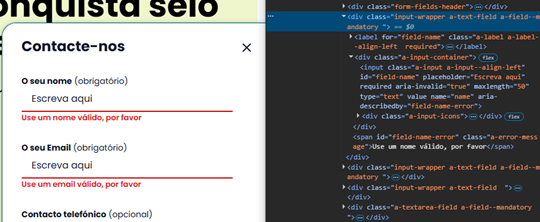 onquista selo
Contacte-nos
O seu nome (obrigatório)
Escreva aqui
Use um nome válido, por favor
O seu Email (obrigatório)
Escreva aqui
Use um email válido, por favor
Contacto telefónico (opcional)
<div class="form-fields-header">⋯</div>
⋯ <div class="input-wrapper a-text-field a-field--m
andatory "> == $0
<label for="field-name" class="a-label a-label-
-align-left required">⋯</label>
<div class="a-input-container"> flex
<input class="a-input a-input--align-left"
id="field-name" placeholder="Escreva aqui"
required aria-invalid="true" maxlength="50"
type="text" value name="name" aria-
describedby="field-name-error">
<div class="a-input-icons">⋯</div> flex
</div>
<span id="field-name-error" class="a-error-mess
age">Use um nome válido, por favor</span>
</div>
<div class="input-wrapper a-text-field a-field--m
andatory ">⋯</div>
<div class="input-wrapper a-text-field ">⋯</div>
<div class="a-textarea-field a-field--mandatory
">⋯</div>